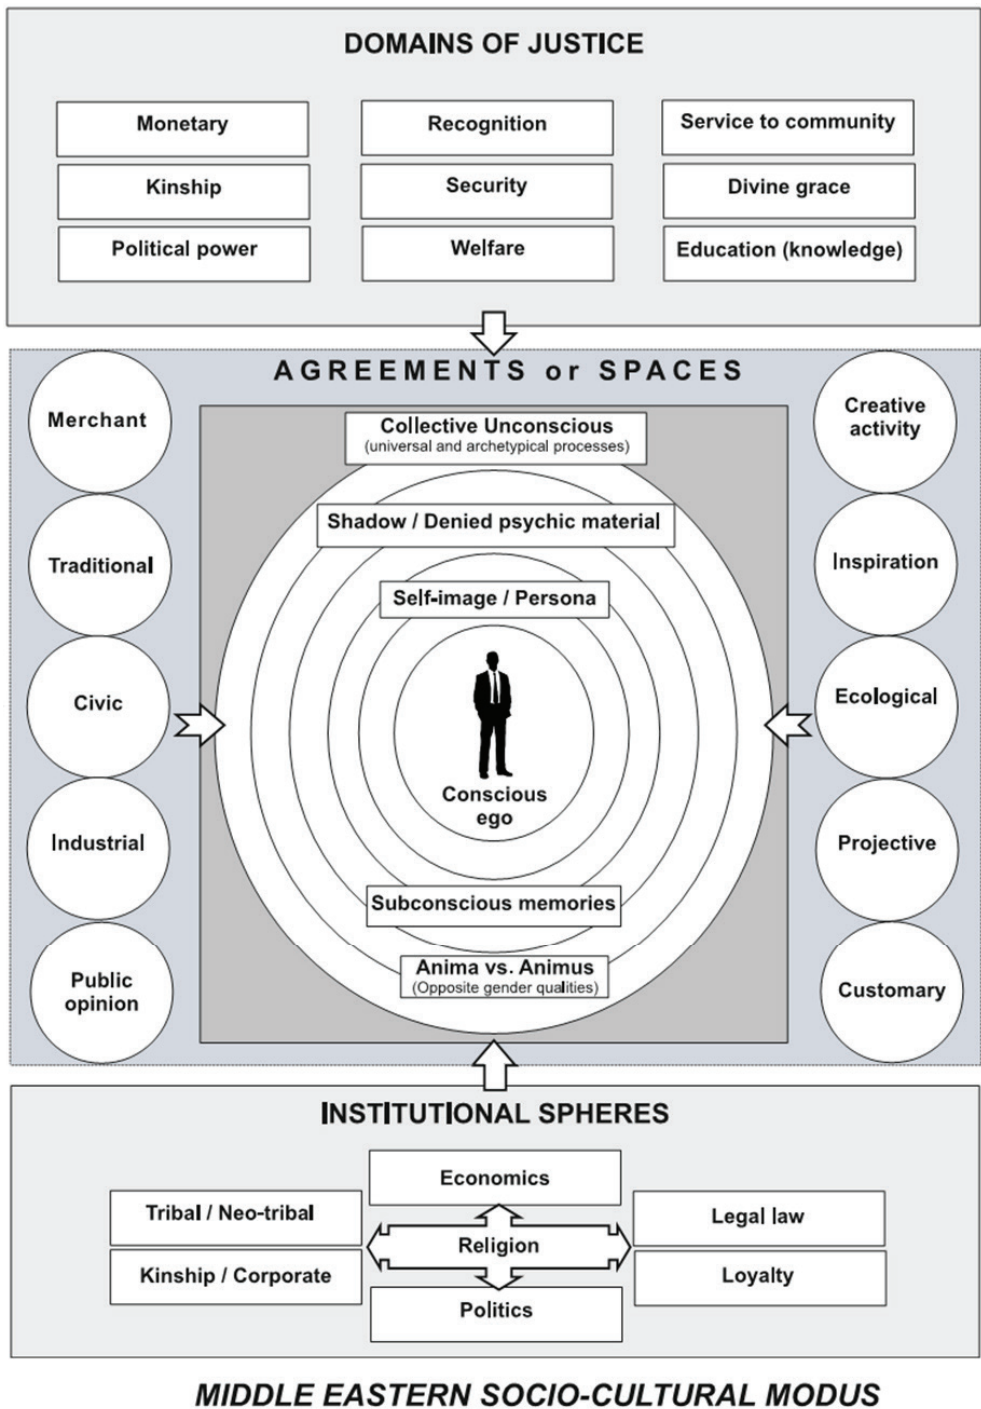 DOMAINS OF JUSTICE
Monetary
Recognition
Service to community
Kinship
Security
Divine grace
Political power
Welfare
Education (knowledge)
AGREEMENTS or SPACES
Merchant
Traditional
Civic
Industrial
Public
opinion
Collective Unconscious
(universal and archetypical processes)
Shadow / Denied psychic material
Self-image / Persona
Conscious
ego
Subconscious memories
Anima vs. Animus
(Opposite gender qualities)
Creative
activity
Inspiration
Ecological
Projective
Customary
INSTITUTIONAL SPHERES
Economics
Tribal / Neo-tribal
Legal law
Religion
Kinship / Corporate
Loyalty
Politics
MIDDLE EASTERN SOCIO-CULTURAL MODUS